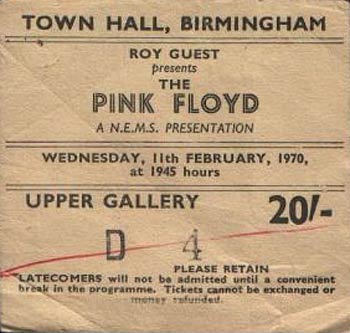 TOWN HALL, BIRMINGHAM
ROY GUEST
presents
THE
PINK FLOYD
A N.E.M.S. PRESENTATION
WEDNESDAY, 11th FEBRUARY, 1970,
at 1945 hours
UPPER GALLERY 20/-
D 4
PLEASE RETAIN
LATECOMERS will not be admitted until a convenient
break in the programme. Tickets cannot be exchanged or
money refunded.